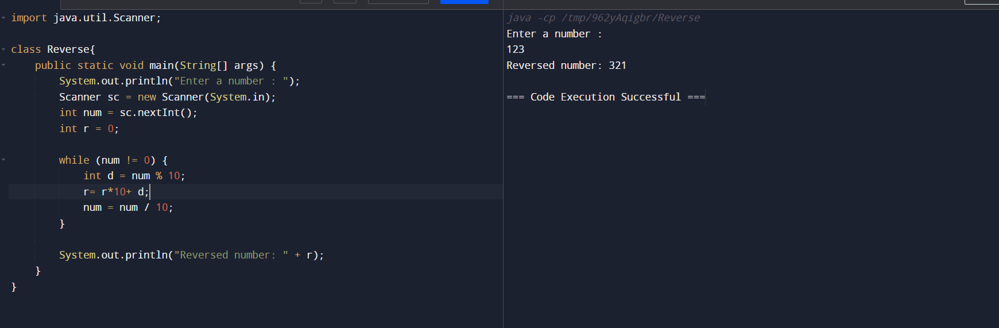 import java.util.Scanner;
class Reverse{
public static void main(String[] args) {
System.out.println("Enter a number : ");
Scanner sc = new Scanner(System.in);
int num = sc.nextInt();
int r = 0;
while (num != 0) {
int d = num % 10;
r= r*10+ d;
num = num / 10;
}
System.out.println("Reversed number: " + r);
}
}
java -cp /tmp/962yAqigbr/Reverse
Enter a number :
123
Reversed number: 321
=== Code Execution Successful ===